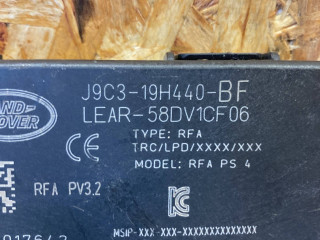 J9C3-19H440-BF
LAND-
ROVER
LEAR-58DV1CF06
CE
TYPE: RFA
TRC/LPD/XXXX/XXX
MODEL: RFA PS 4
RFA PV3.2
MSIP-XXX-XXX-XXXXXXXXXXXXXX